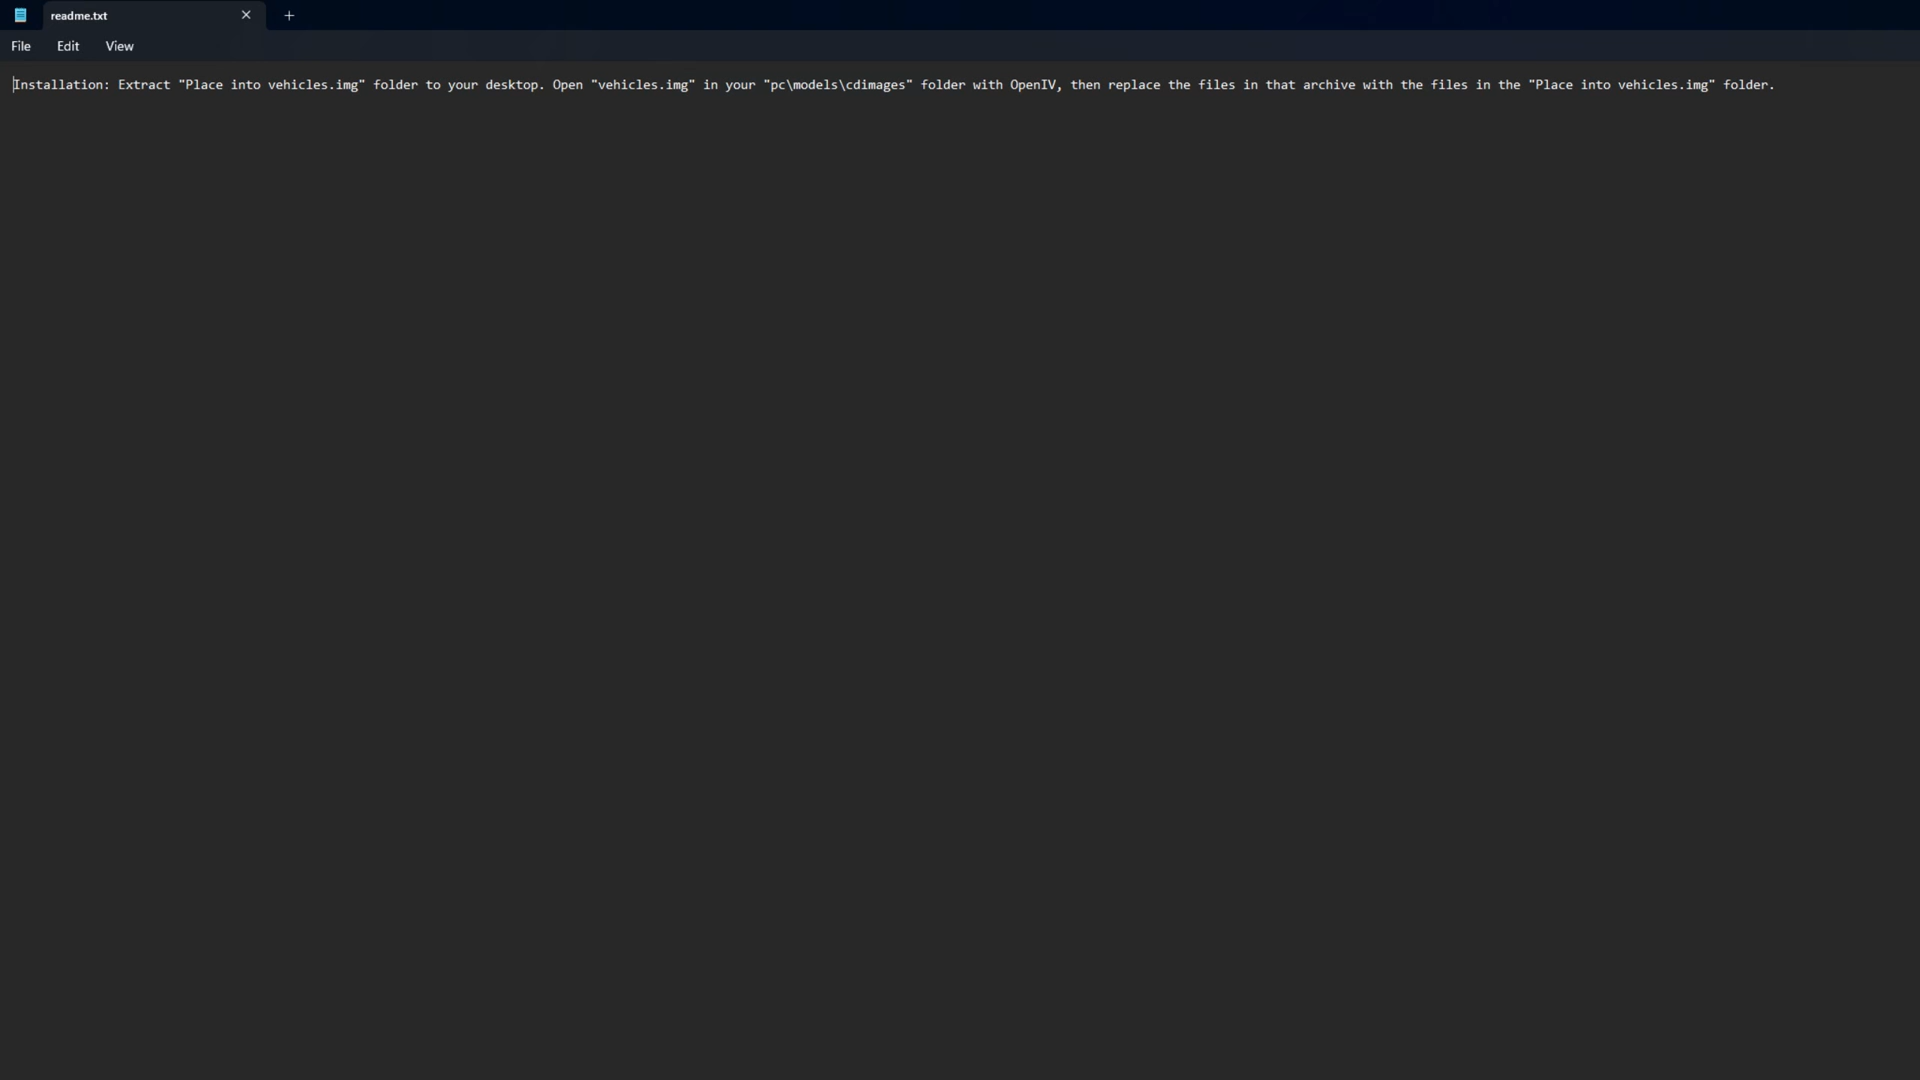 readme.txt
File Edit View
Installation: Extract "Place into vehicles.img" folder to your desktop. Open "vehicles.img" in your "pc\models\cdimages" folder with OpenIV, then replace the files in that archive with the files in the "Place into vehicles.img" folder.